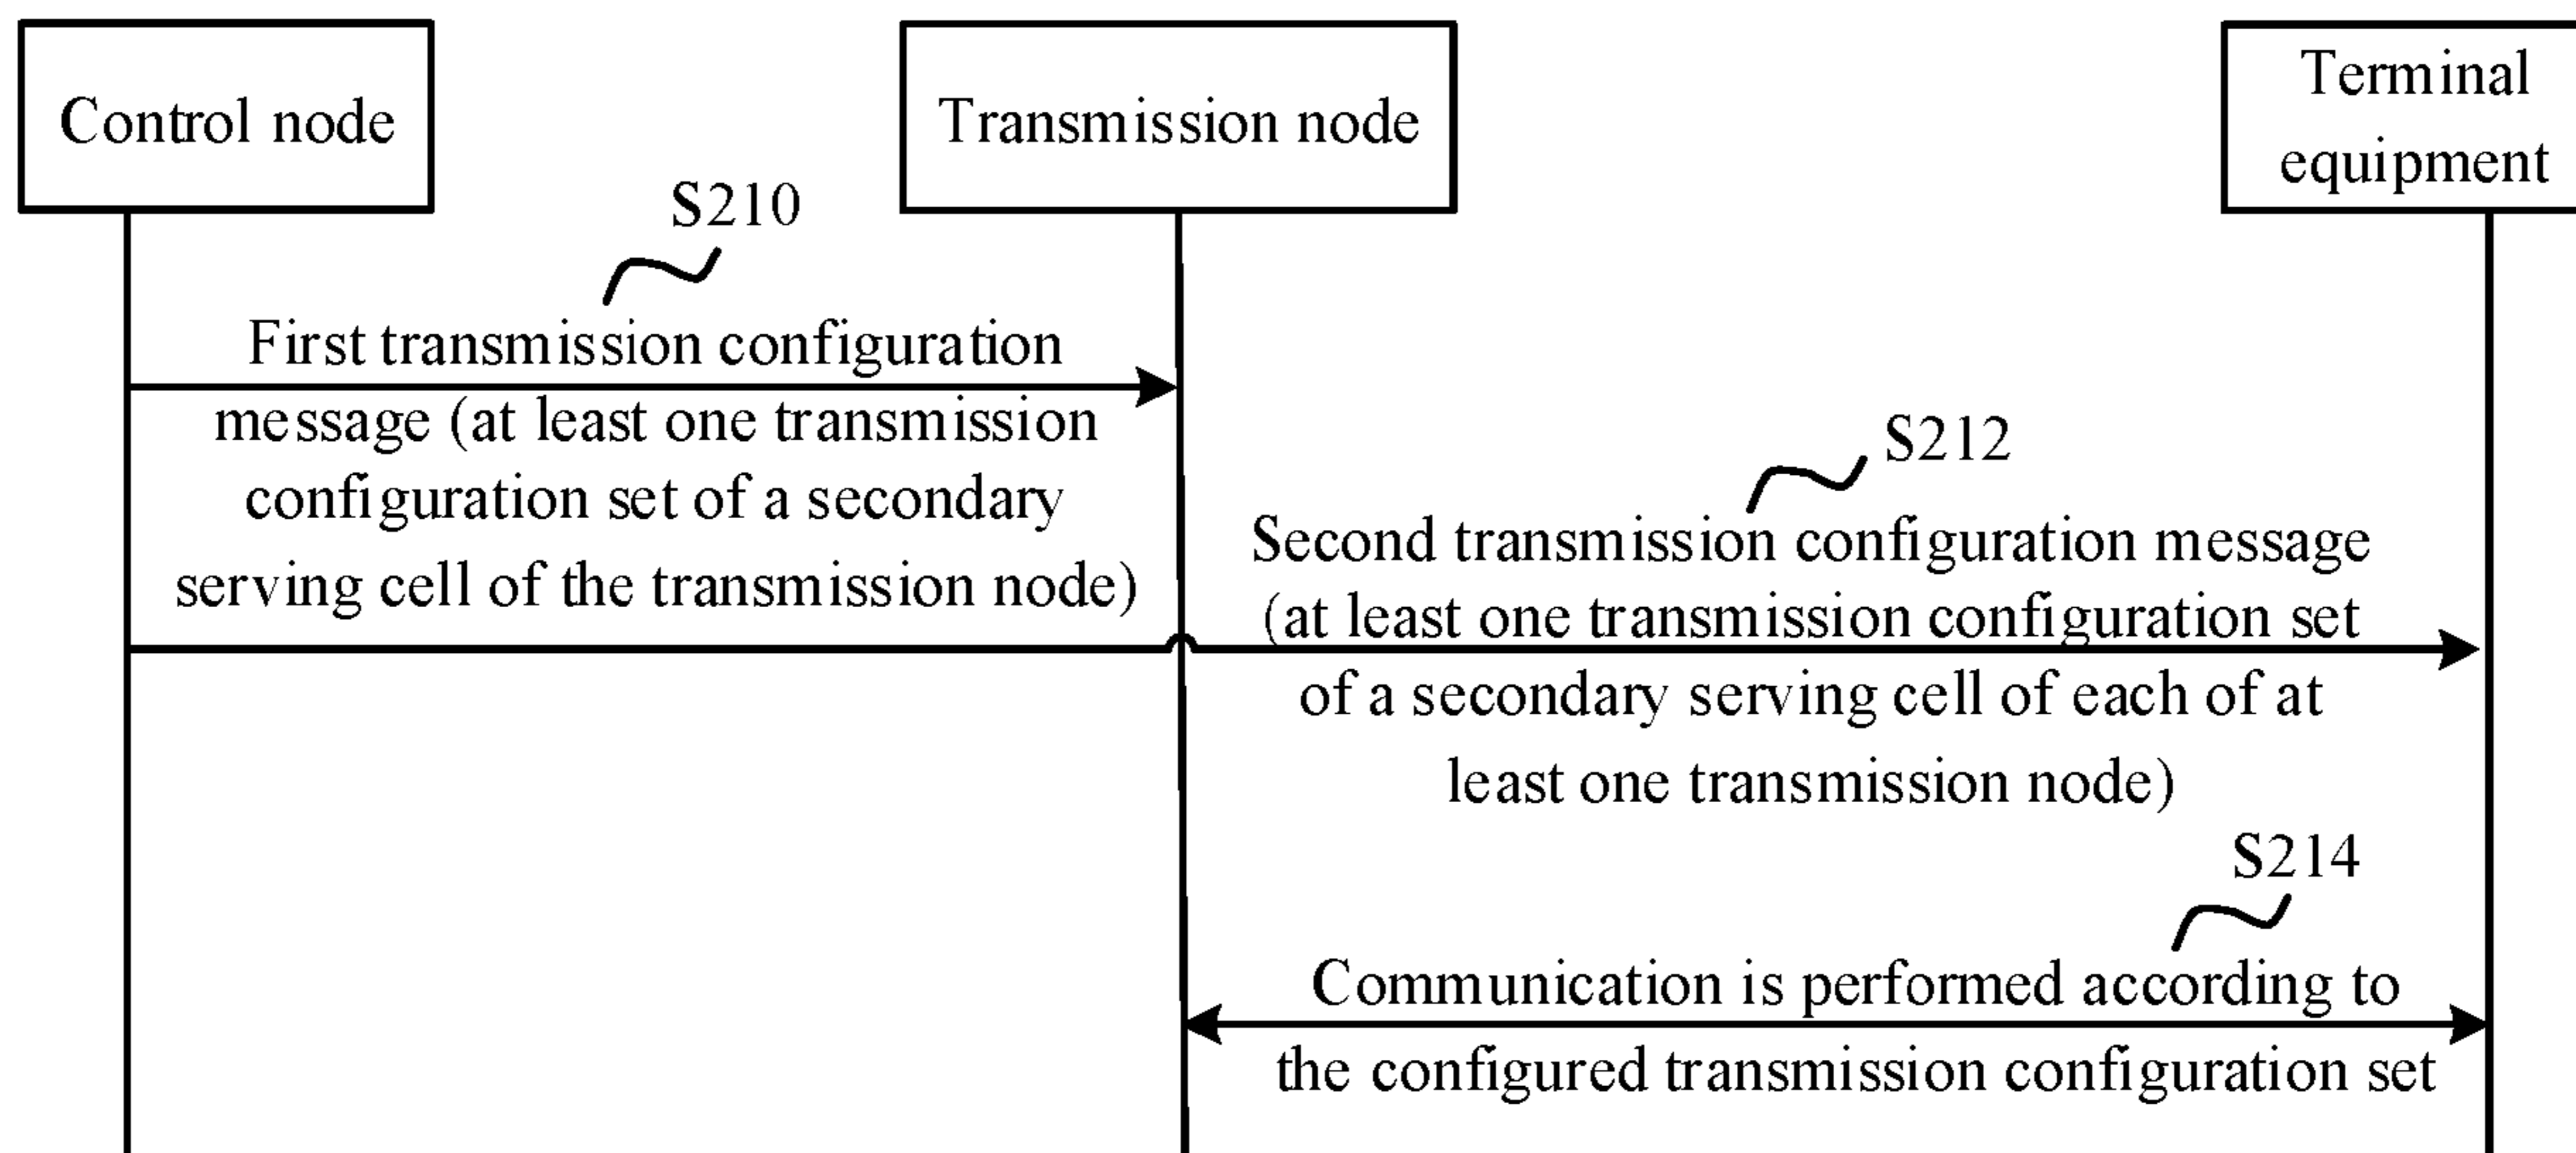 Control node
Transmission node
Terminal
equipment
S210
First transmission configuration
message (at least one transmission
configuration set of a secondary
serving cell of the transmission node)
S212
Second transmission configuration message
(at least one transmission configuration set
of a secondary serving cell of each of at
least one transmission node)
S214
Communication is performed according to
the configured transmission configuration set